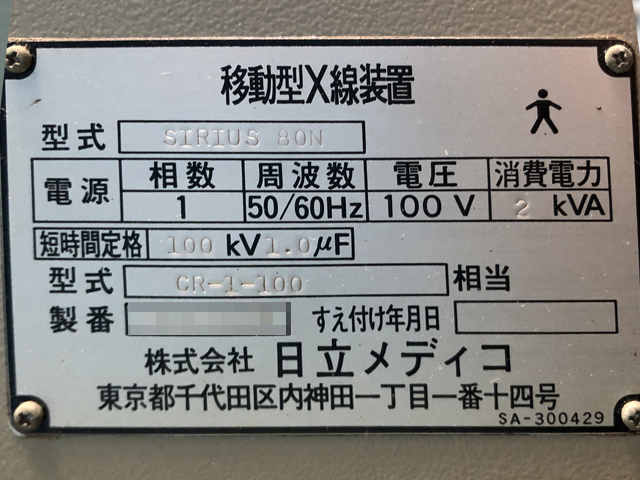 移動型X線装置
型式 SIRIUS 80N
電源 相数 周波数 電圧 消費電力
1 50/60Hz 100 V 2 kVA
短時間定格 100 kV 1.0 μF
型式 CR-1-100 相当
製番 すえ付け年月日
株式会社 日立メディコ
東京都千代田区内神田一丁目一番十四号
SA-300429